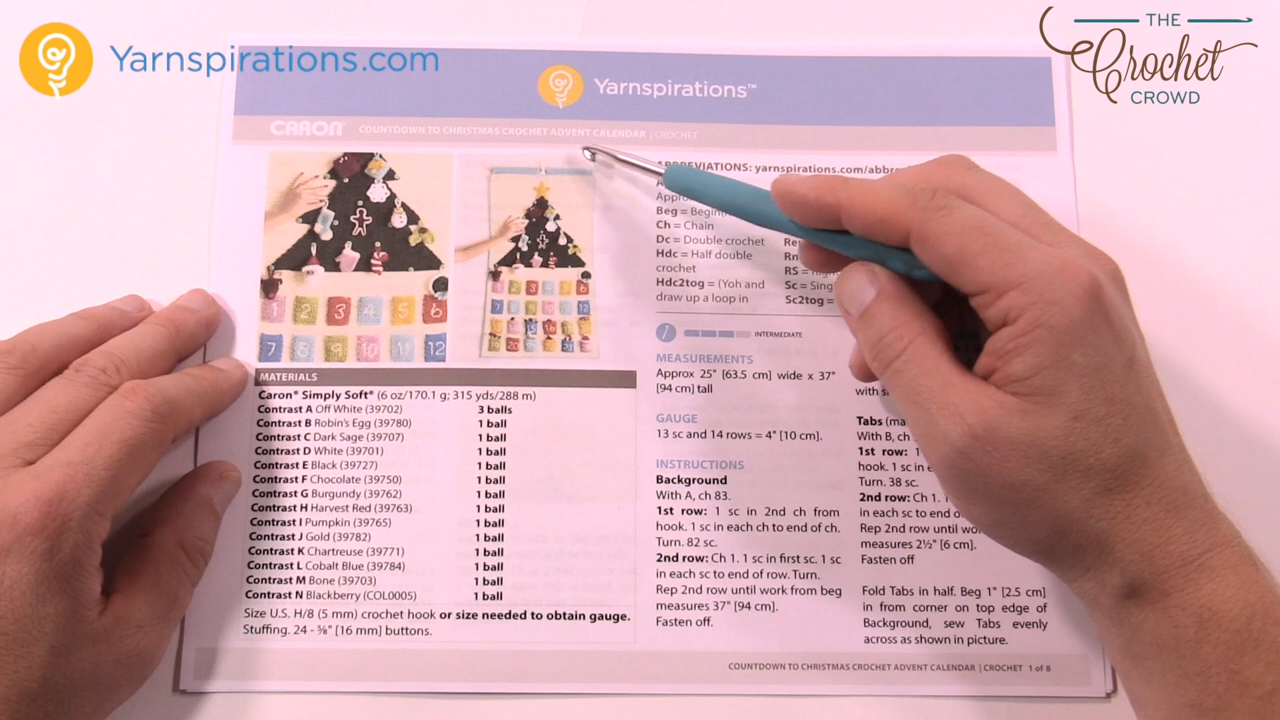 Yarnspirations.com
THE
Crochet
CROWD
Yarnspirations™
CARON® COUNTDOWN TO CHRISTMAS CROCHET ADVENT CALENDAR | CROCHET
1 2 3 4 5 6
7 8 9 10 11 12
MATERIALS
Caron® Simply Soft® (6 oz/170.1 g; 315 yds/288 m)
Contrast A Off White (39702) 3 balls
Contrast B Robin's Egg (39780) 1 ball
Contrast C Dark Sage (39707) 1 ball
Contrast D White (39701) 1 ball
Contrast E Black (39727) 1 ball
Contrast F Chocolate (39750) 1 ball
Contrast G Burgundy (39762) 1 ball
Contrast H Harvest Red (39763) 1 ball
Contrast I Pumpkin (39765) 1 ball
Contrast J Gold (39782) 1 ball
Contrast K Chartreuse (39771) 1 ball
Contrast L Cobalt Blue (39784) 1 ball
Contrast M Bone (39703) 1 ball
Contrast N Blackberry (COL0005) 1 ball
Size U.S. H/8 (5 mm) crochet hook or size needed to obtain gauge.
Stuffing. 24 - ⅝" [16 mm] buttons.
ABBREVIATIONS: yarnspirations.com/abbre
Beg =
Ch = Chain
Dc = Double crochet
Hdc = Half double
crochet
Hdc2tog = (Yoh and
draw up a loop in
Rn
RS =
Sc =
Sc2tog =
INTERMEDIATE
MEASUREMENTS
Approx 25" [63.5 cm] wide x 37"
[94 cm] tall
GAUGE
13 sc and 14 rows = 4" [10 cm].
INSTRUCTIONS
Background
With A, ch 83.
1st row: 1 sc in 2nd ch from
hook. 1 sc in each ch to end of ch.
Turn. 82 sc.
2nd row: Ch 1. 1 sc in first sc. 1 sc
in each sc to end of row. Turn.
Rep 2nd row until work from beg
measures 37" [94 cm].
Fasten off.
with
Tabs
With B, ch
1st row: 1
hook. 1 sc in
Turn. 38 sc.
2nd row: Ch 1.
in each sc to end
Rep 2nd row until
measures 2½" [6 cm].
Fasten off
Fold Tabs in half. Beg 1" [2.5 cm]
in from corner on top edge of
Background, sew Tabs evenly
across as shown in picture.
COUNTDOWN TO CHRISTMAS CROCHET ADVENT CALENDAR | CROCHET 1 of 8